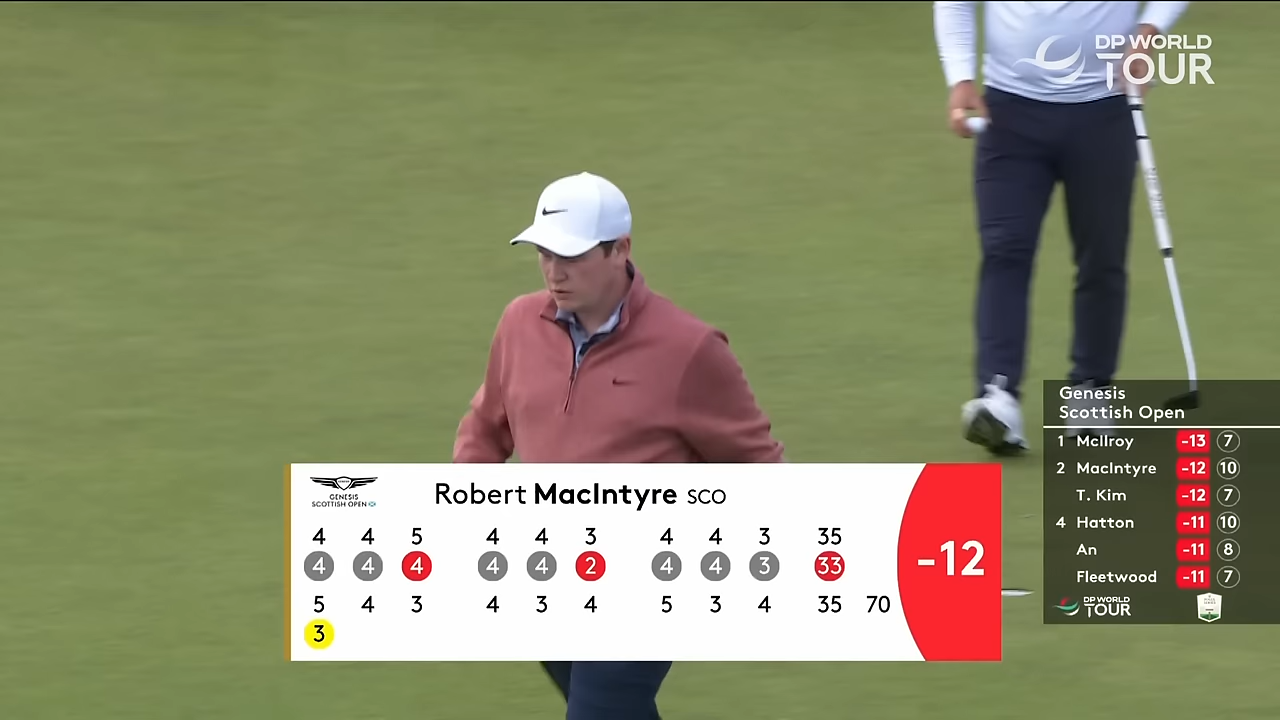 DP WORLD
TOUR
Genesis
Scottish Open
1 McIlroy -13 7
2 MacIntyre -12 10
T. Kim -12 7
4 Hatton -11 10
An -11 8
Fleetwood -11 7
DP WORLD
TOUR
GENESIS
SCOTTISH OPEN
Robert MacIntyre SCO
4 4 5 4 4 3 4 4 3 35
4 4 4 4 4 2 4 4 3 33
-12
5 4 3 4 3 4 5 3 4 35 70
3